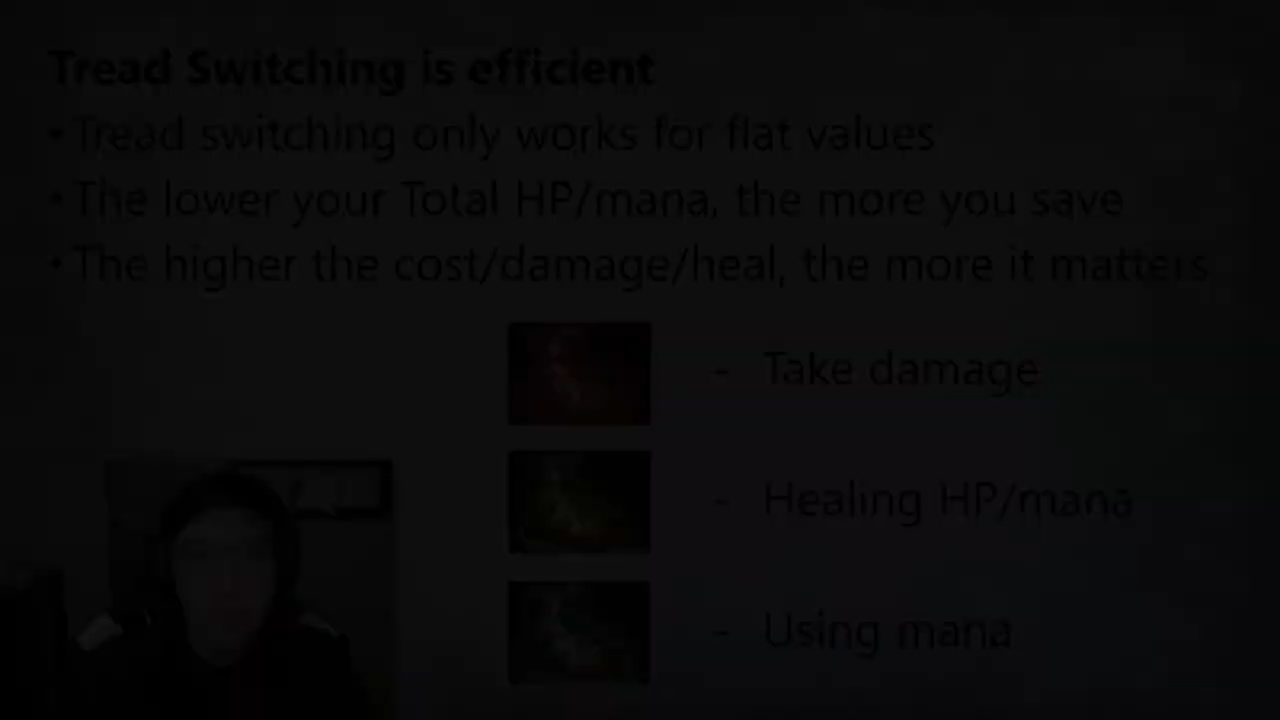 Tread Switching is efficient
• Tread switching only works for flat values
• The lower your Total HP/mana, the more you save
• The higher the cost/damage/heal, the more it matters
- Take damage
- Healing HP/mana
- Using mana